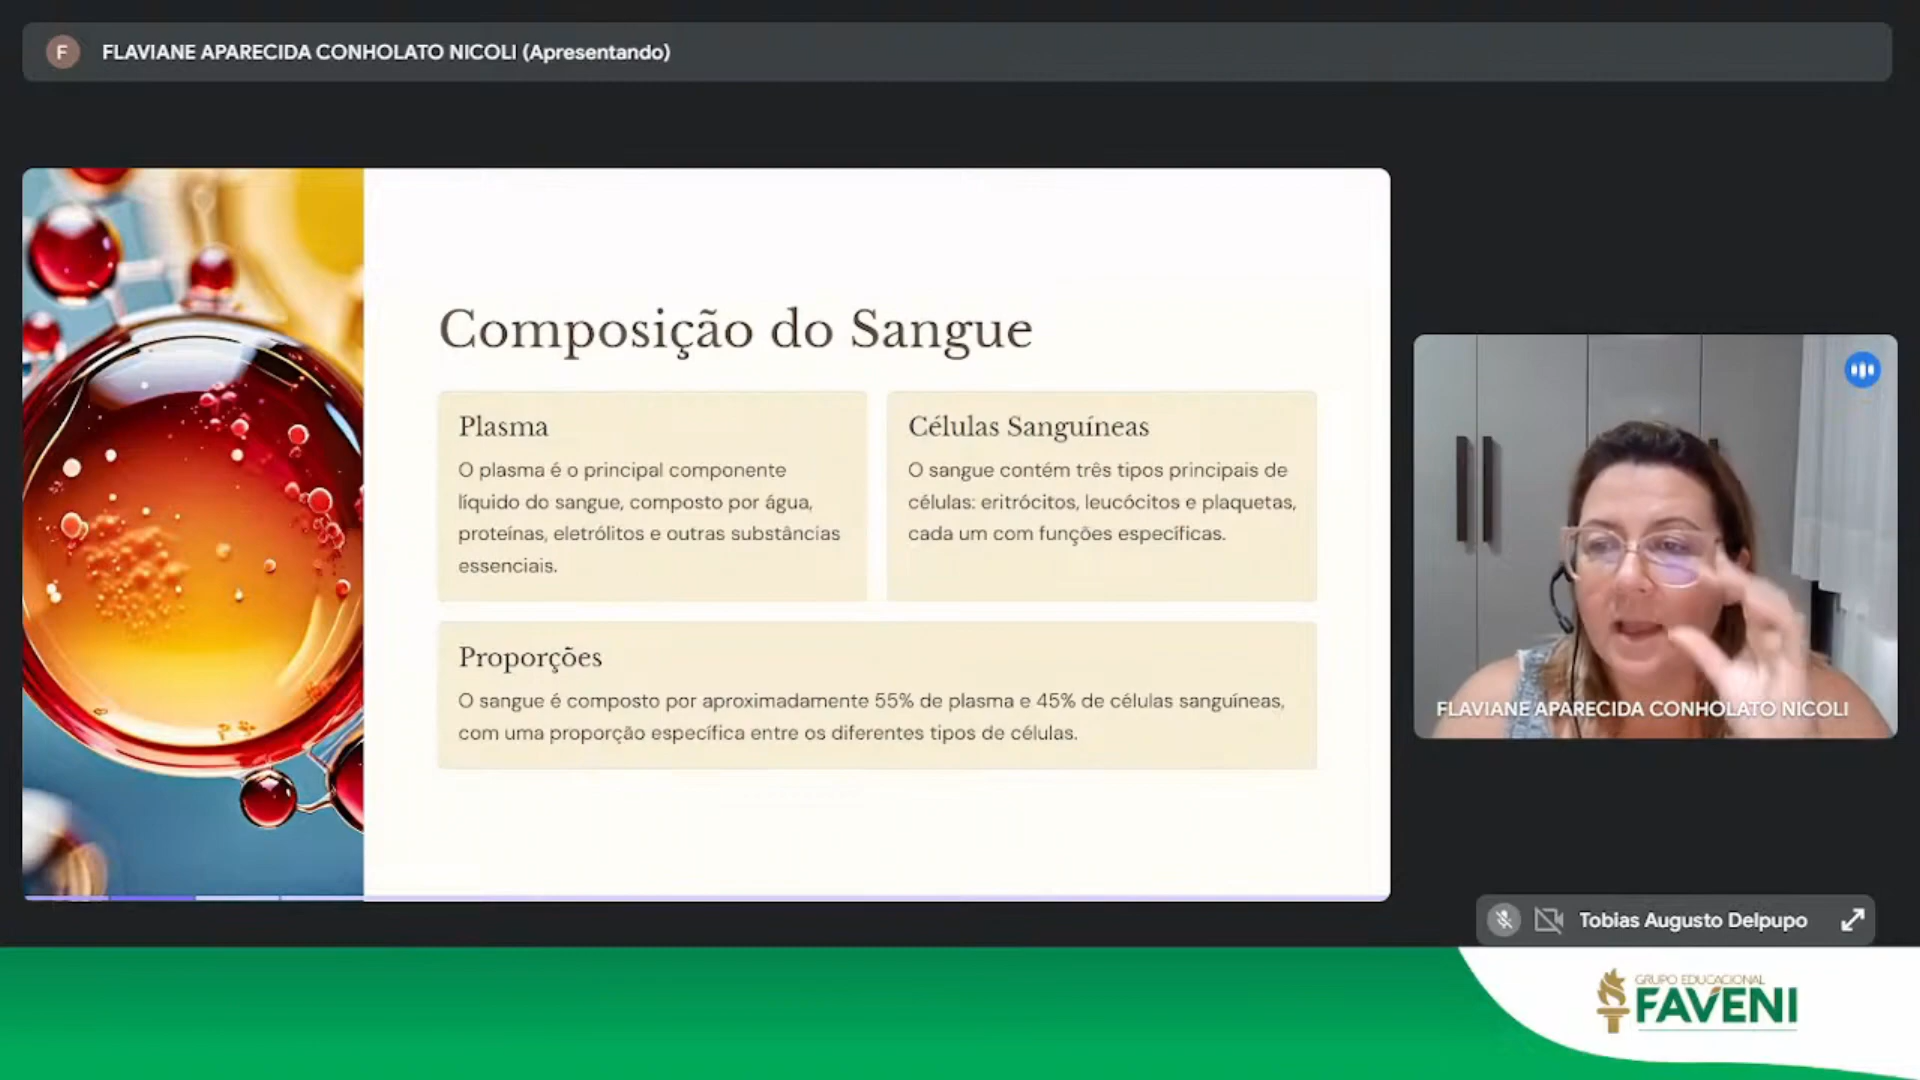 F FLAVIANE APARECIDA CONHOLATO NICOLI (Apresentando)
Composição do Sangue
Plasma
O plasma é o principal componente
líquido do sangue, composto por água,
proteínas, eletrólitos e outras substâncias
essenciais.
Células Sanguíneas
O sangue contém três tipos principais de
células: eritrócitos, leucócitos e plaquetas,
cada um com funções específicas.
Proporções
O sangue é composto por aproximadamente 55% de plasma e 45% de células sanguíneas,
com uma proporção específica entre os diferentes tipos de células.
FLAVIANE APARECIDA CONHOLATO NICOLI
Tobias Augusto Delpupo
GRUPO EDUCACIONAL
FAVENI